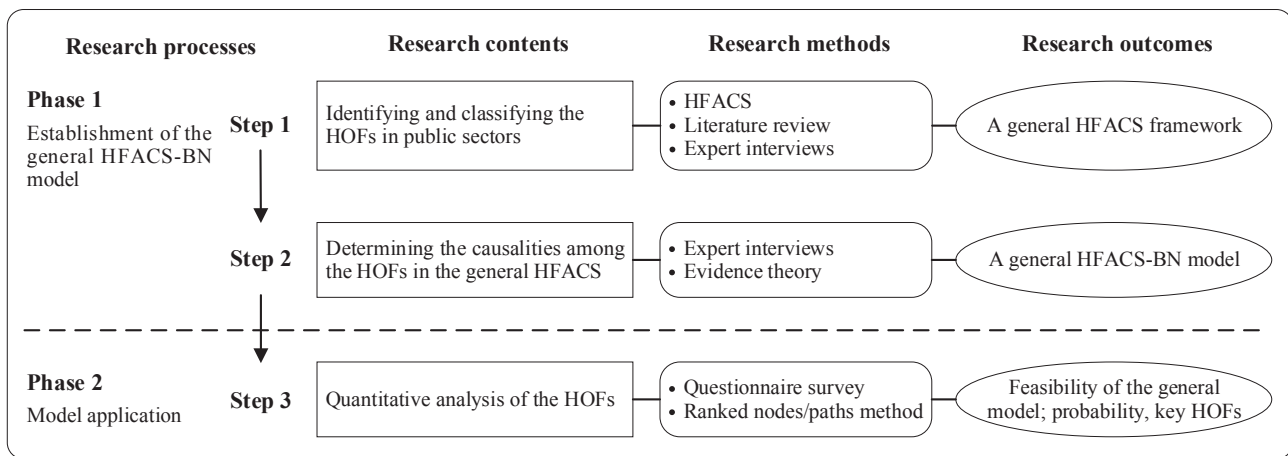 Research processes
Research contents
Research methods
Research outcomes
Phase 1
Establishment of the
general HFACS-BN
model
Step 1
Identifying and classifying the
HOFs in public sectors
• HFACS
• Literature review
• Expert interviews
A general HFACS framework
Step 2
Determining the causalities among
the HOFs in the general HFACS
• Expert interviews
• Evidence theory
A general HFACS-BN model
Phase 2
Model application
Step 3
Quantitative analysis of the HOFs
• Questionnaire survey
• Ranked nodes/paths method
Feasibility of the general
model; probability, key HOFs